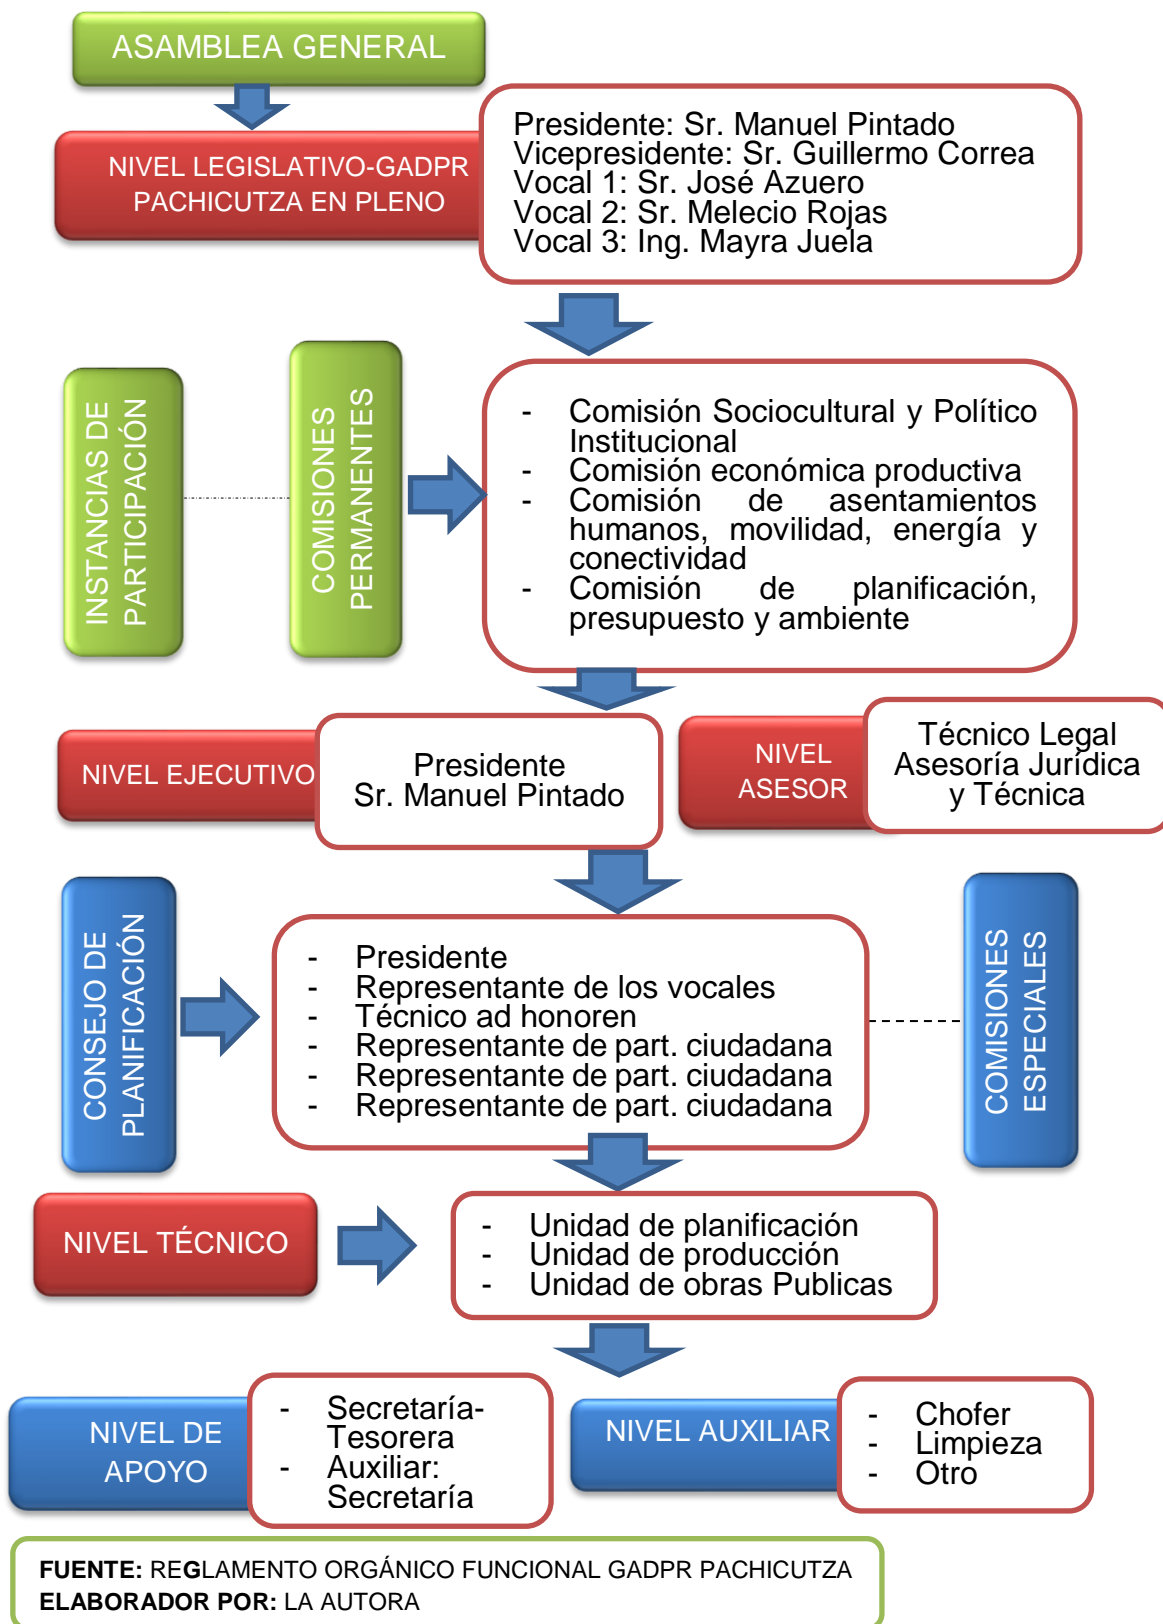 ASAMBLEA GENERAL
NIVEL LEGISLATIVO-GADPR
PACHICUTZA EN PLENO
Presidente: Sr. Manuel Pintado
Vicepresidente: Sr. Guillermo Correa
Vocal 1: Sr. José Azuero
Vocal 2: Sr. Melecio Rojas
Vocal 3: Ing. Mayra Juela
INSTANCIAS DE
PARTICIPACIÓN
COMISIONES
PERMANENTES
- Comisión Sociocultural y Político
Institucional
- Comisión económica productiva
- Comisión de asentamientos
humanos, movilidad, energía y
conectividad
- Comisión de planificación,
presupuesto y ambiente
NIVEL EJECUTIVO
Presidente
Sr. Manuel Pintado
NIVEL
ASESOR
Técnico Legal
Asesoría Jurídica
y Técnica
CONSEJO DE
PLANIFICACIÓN
- Presidente
- Representante de los vocales
- Técnico ad honoren
- Representante de part. ciudadana
- Representante de part. ciudadana
- Representante de part. ciudadana
COMISIONES
ESPECIALES
NIVEL TÉCNICO
- Unidad de planificación
- Unidad de producción
- Unidad de obras Publicas
NIVEL DE
APOYO
- Secretaría-
Tesorera
- Auxiliar:
Secretaría
NIVEL AUXILIAR
- Chofer
- Limpieza
- Otro
FUENTE: REGLAMENTO ORGÁNICO FUNCIONAL GADPR PACHICUTZA
ELABORADOR POR: LA AUTORA